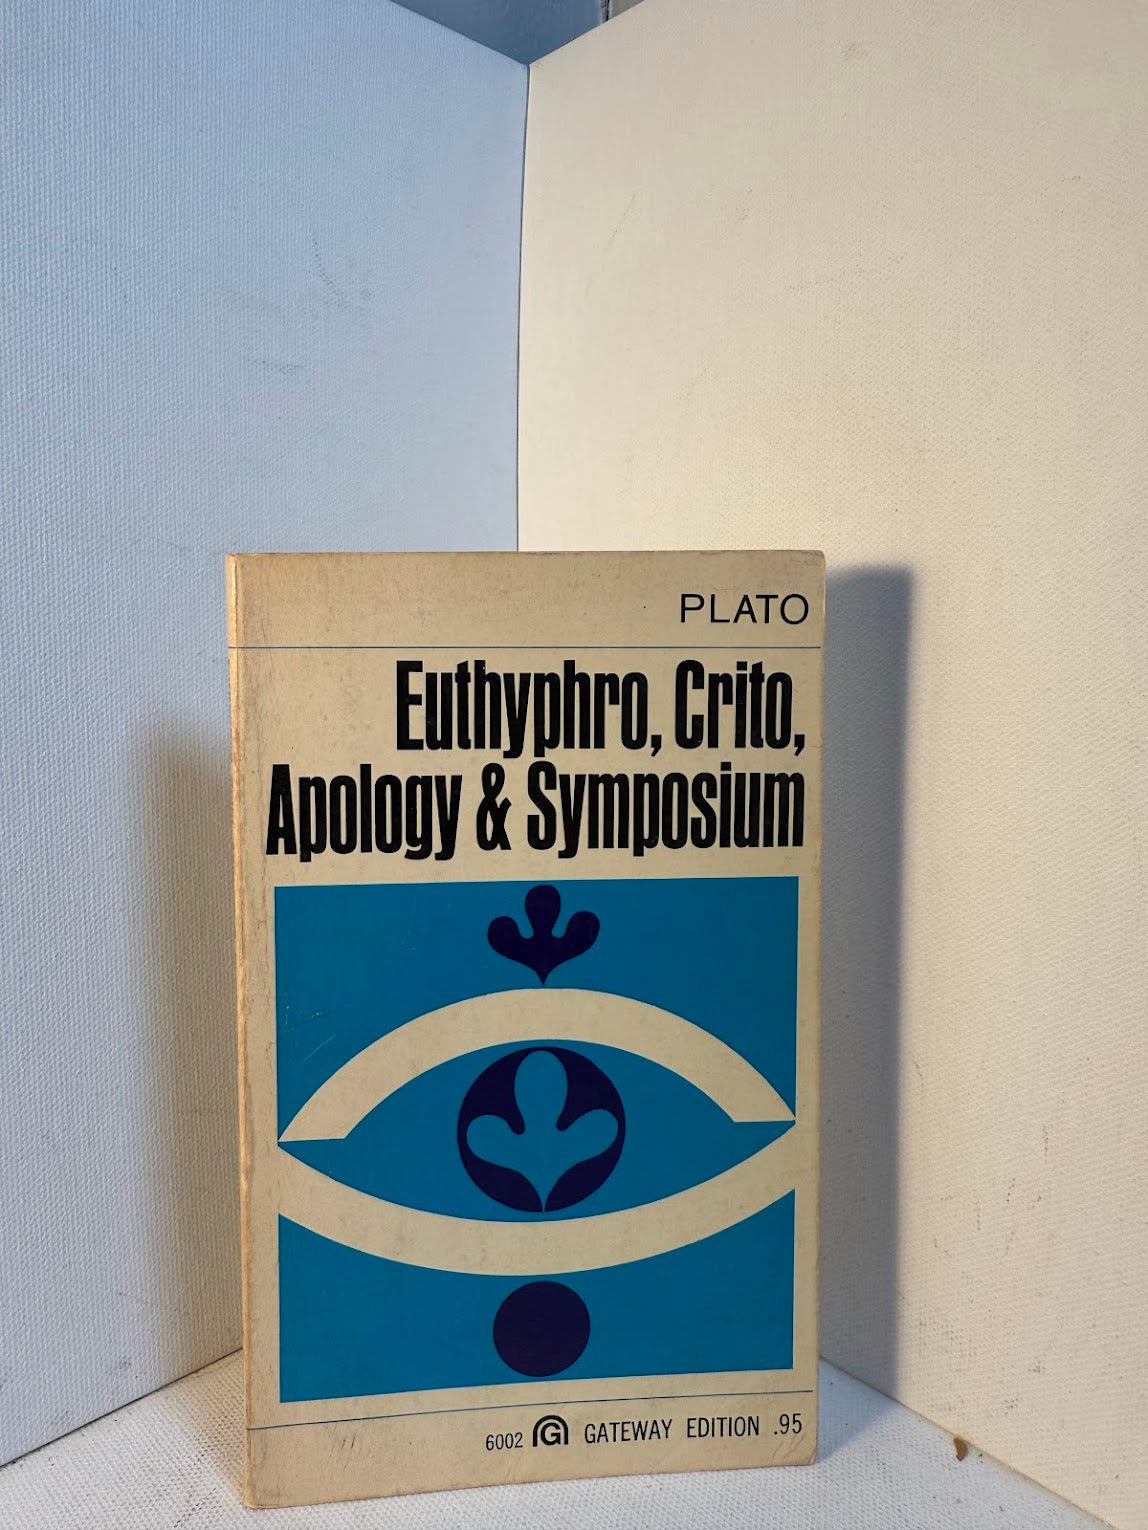 PLATO
Euthyphro, Crito,
Apology & Symposium
6002 G GATEWAY EDITION .95